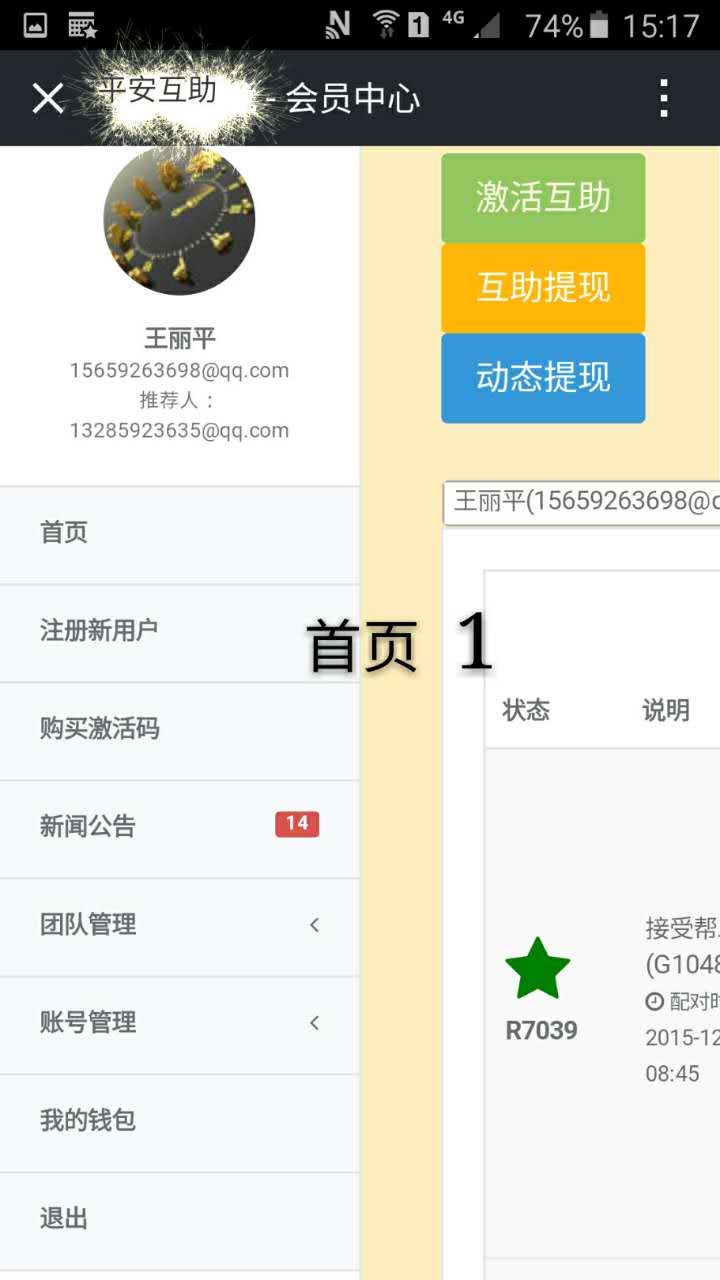 4G 74% 15:17
平安互助 - 会员中心
王丽平
15659263698@qq.com
推荐人：
13285923635@qq.com
首页
注册新用户
购买激活码
新闻公告 14
团队管理
账号管理
我的钱包
退出
激活互助
互助提现
动态提现
王丽平(15659263698@q
首页 1
状态 说明
R7039
接受帮
(G1048
配对时
2015-12
08:45